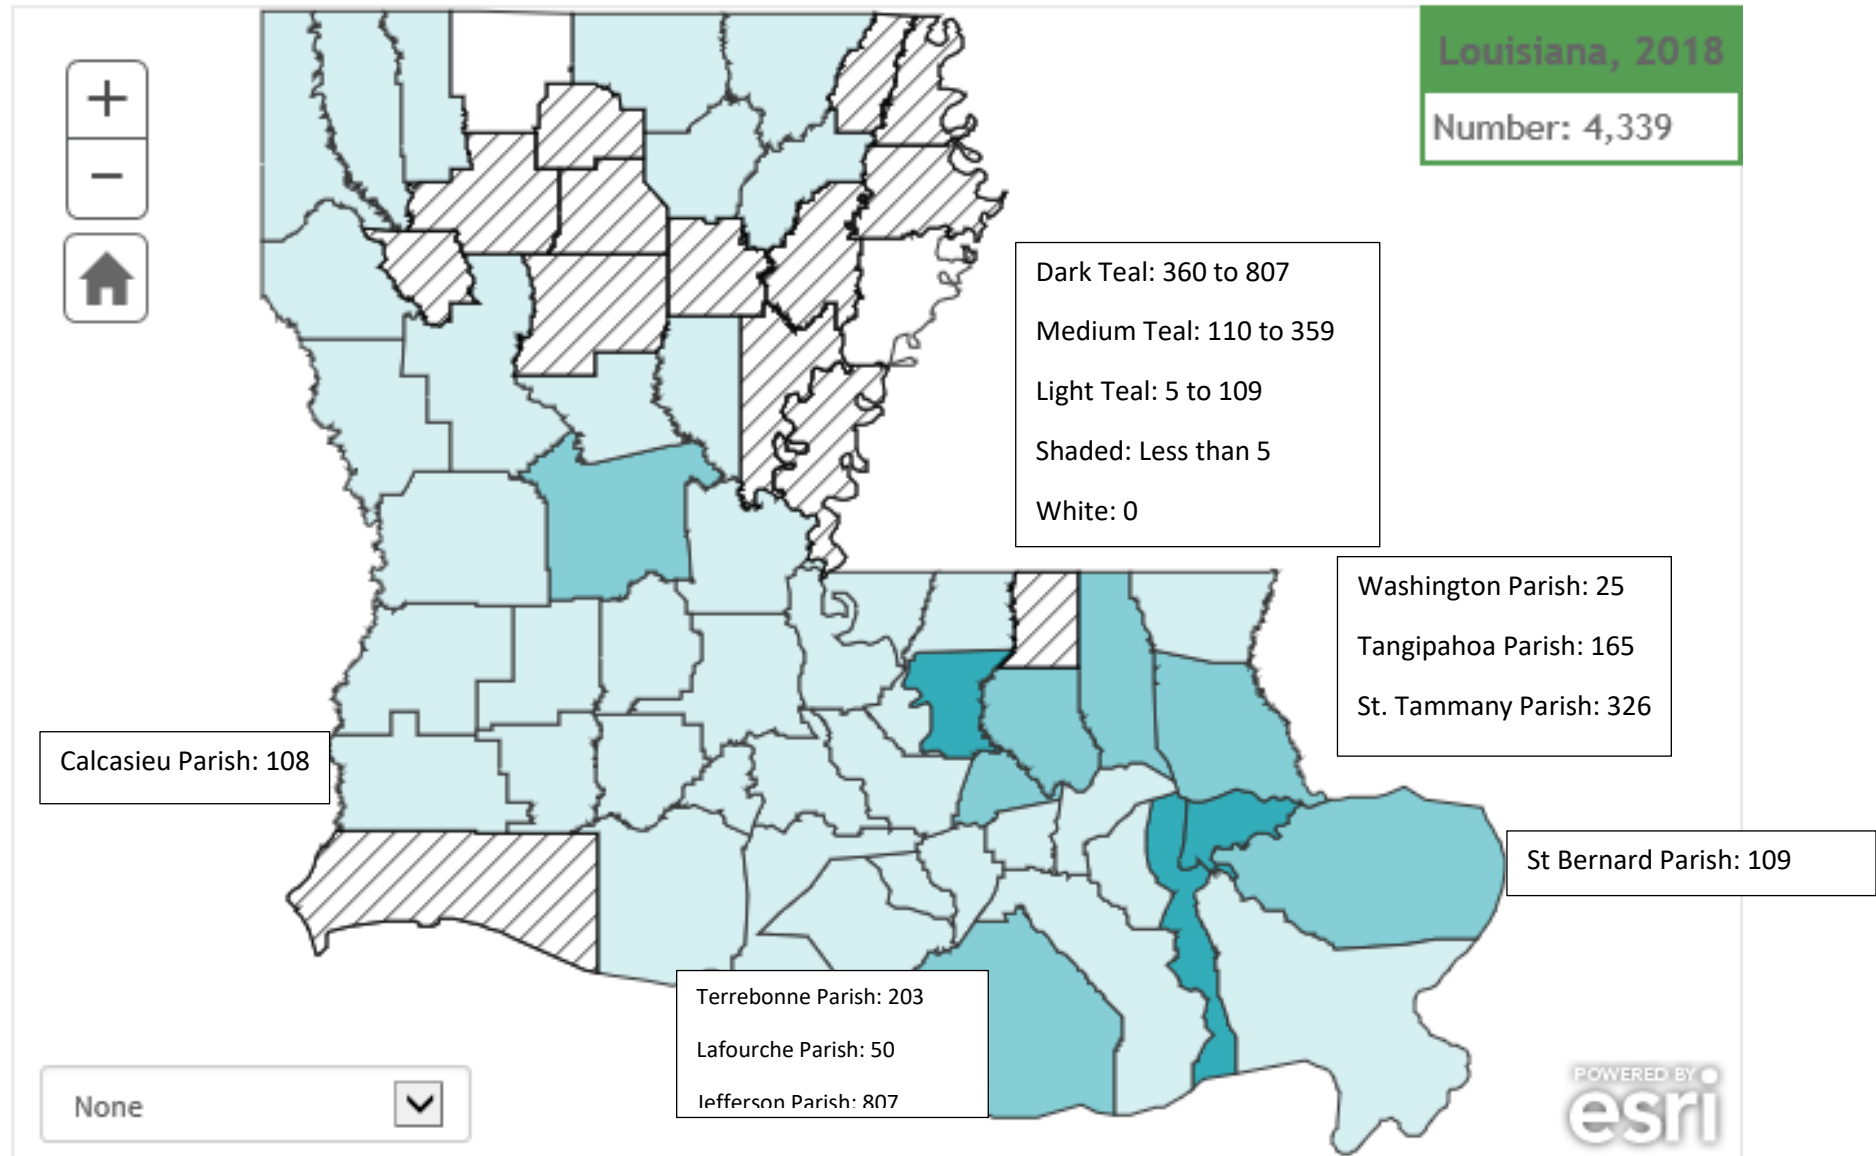 +
−
Louisiana, 2018
Number: 4,339
Dark Teal: 360 to 807
Medium Teal: 110 to 359
Light Teal: 5 to 109
Shaded: Less than 5
White: 0
Washington Parish: 25
Tangipahoa Parish: 165
St. Tammany Parish: 326
Calcasieu Parish: 108
St Bernard Parish: 109
Terrebonne Parish: 203
Lafourche Parish: 50
Jefferson Parish: 807
None
POWERED BY
esri